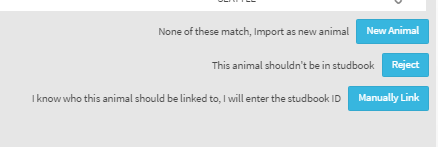 SEATTLE
None of these match, Import as new animal New Animal
This animal shouldn't be in studbook Reject
I know who this animal should be linked to, I will enter the studbook ID Manually Link